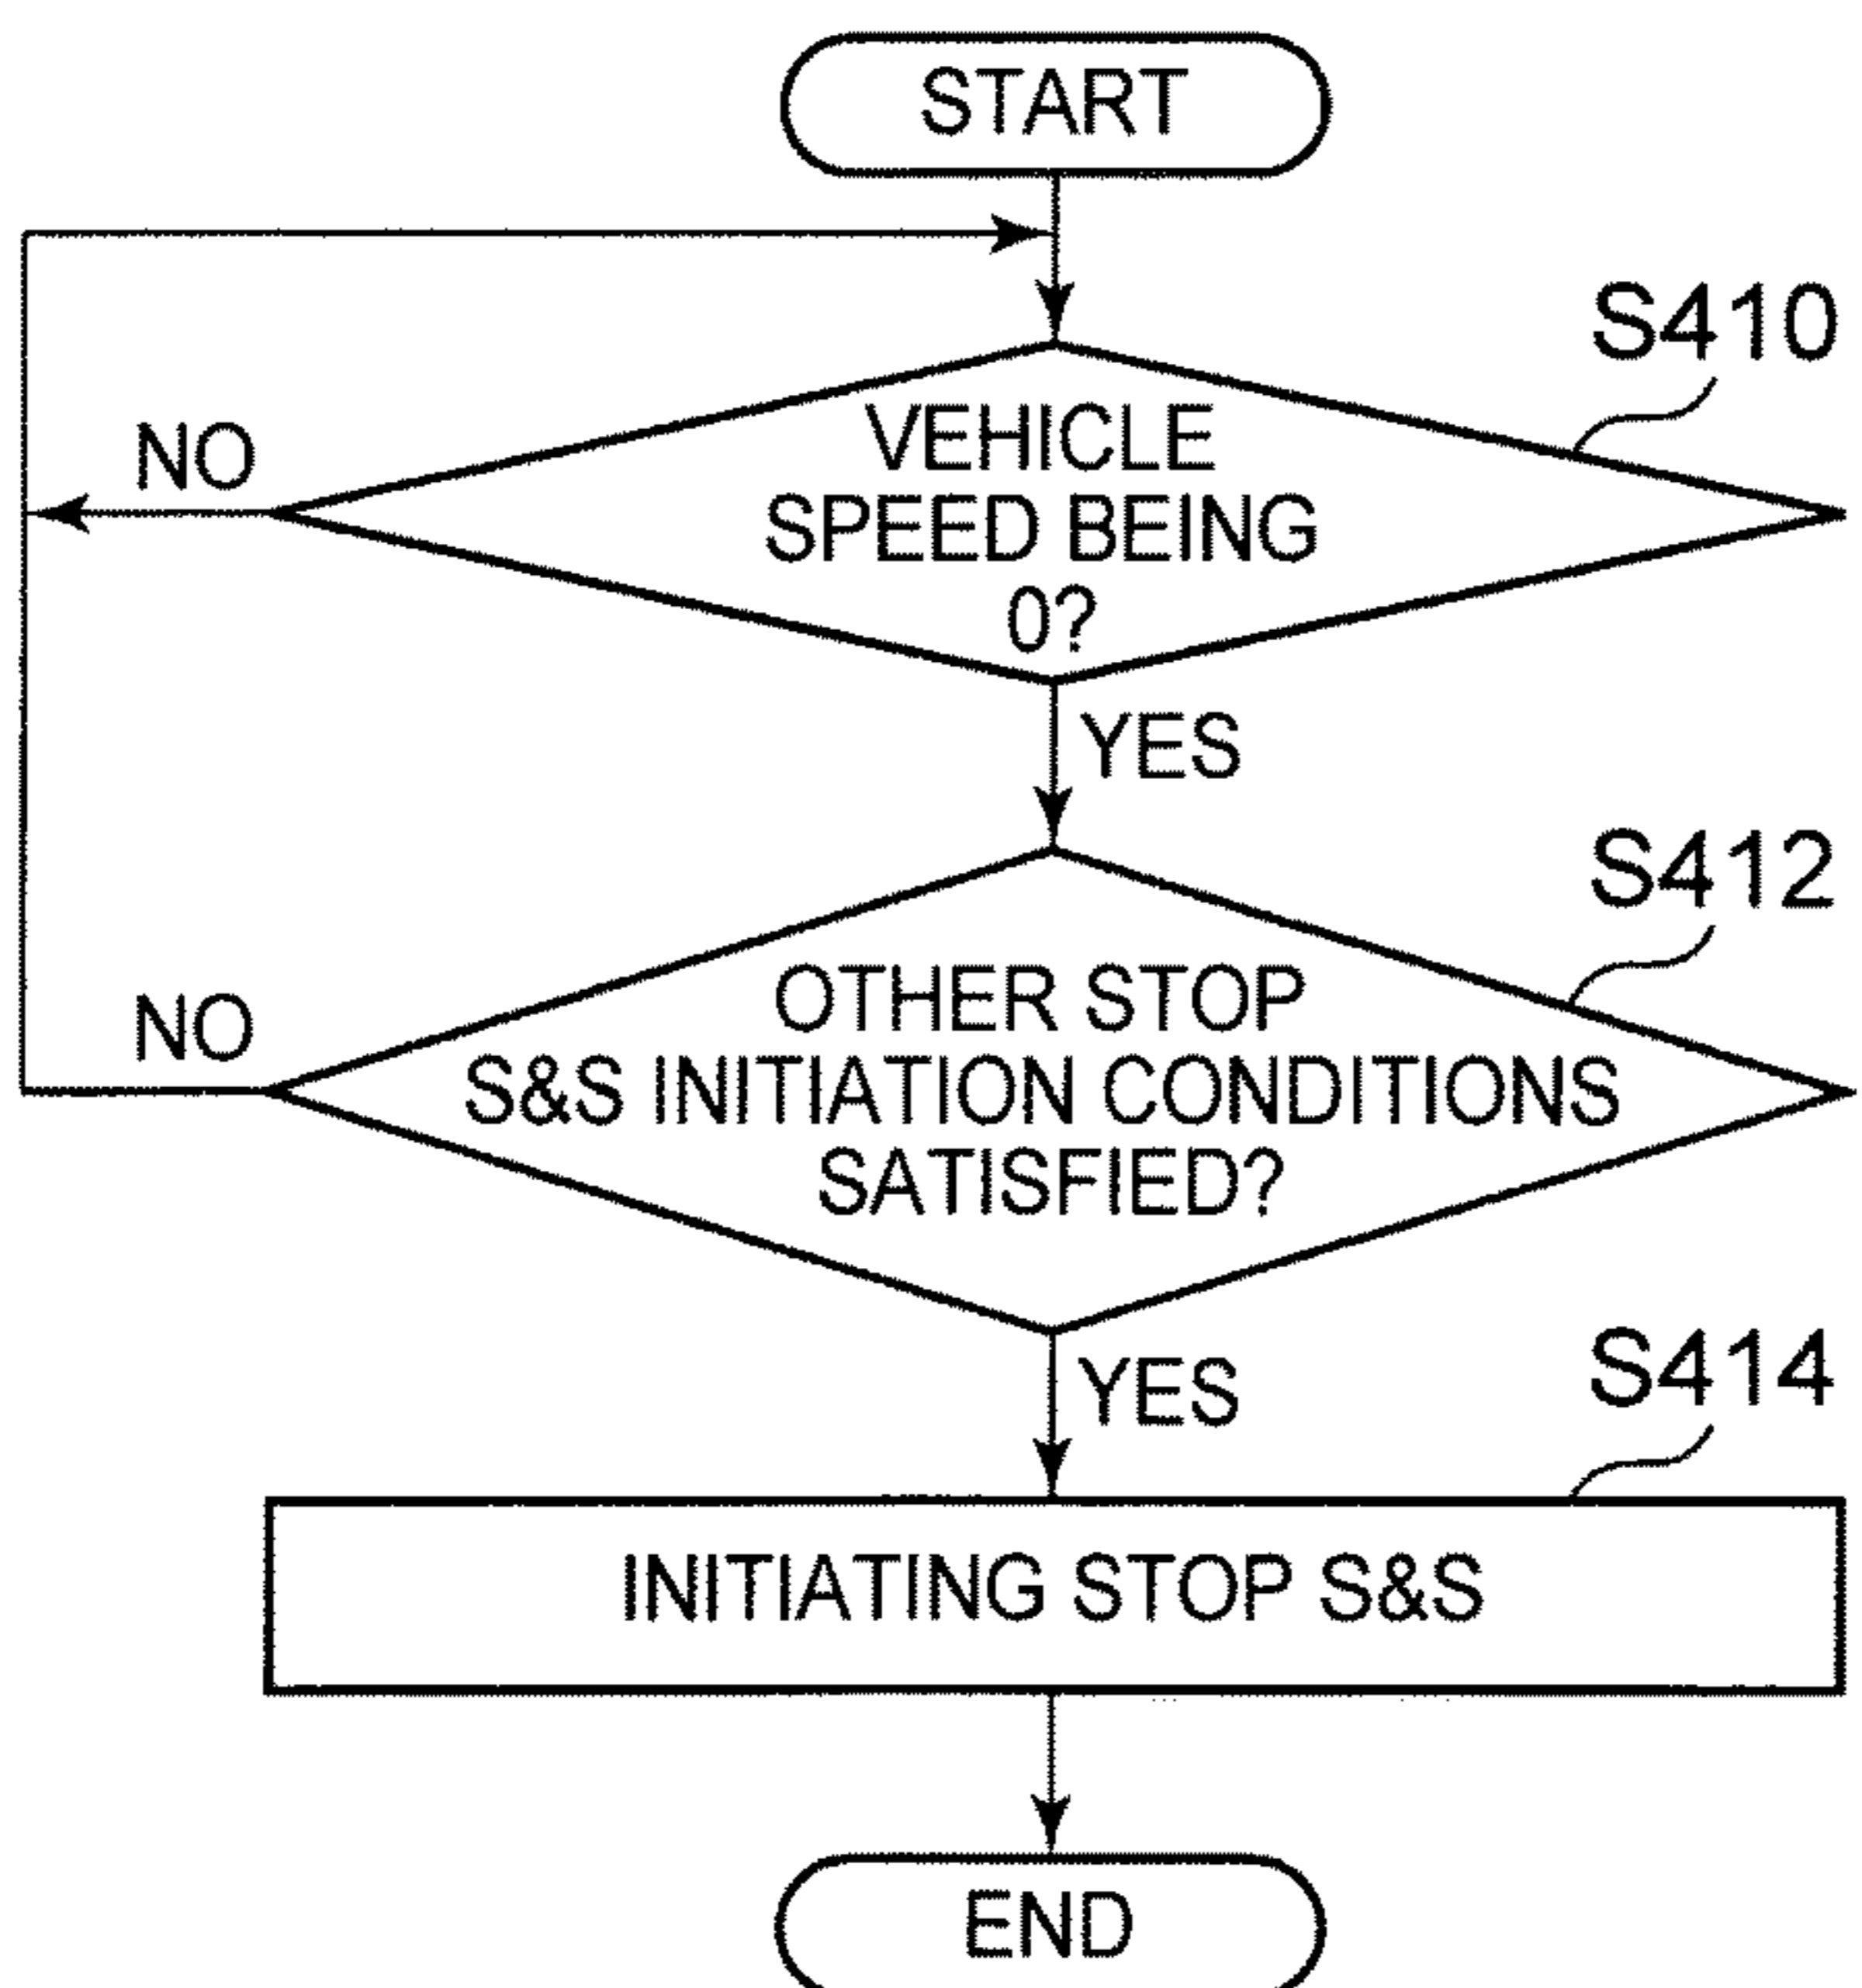 START
S410
NO
VEHICLE
SPEED BEING
0?
YES
S412
NO
OTHER STOP
S&S INITIATION CONDITIONS
SATISFIED?
YES
S414
INITIATING STOP S&S
END